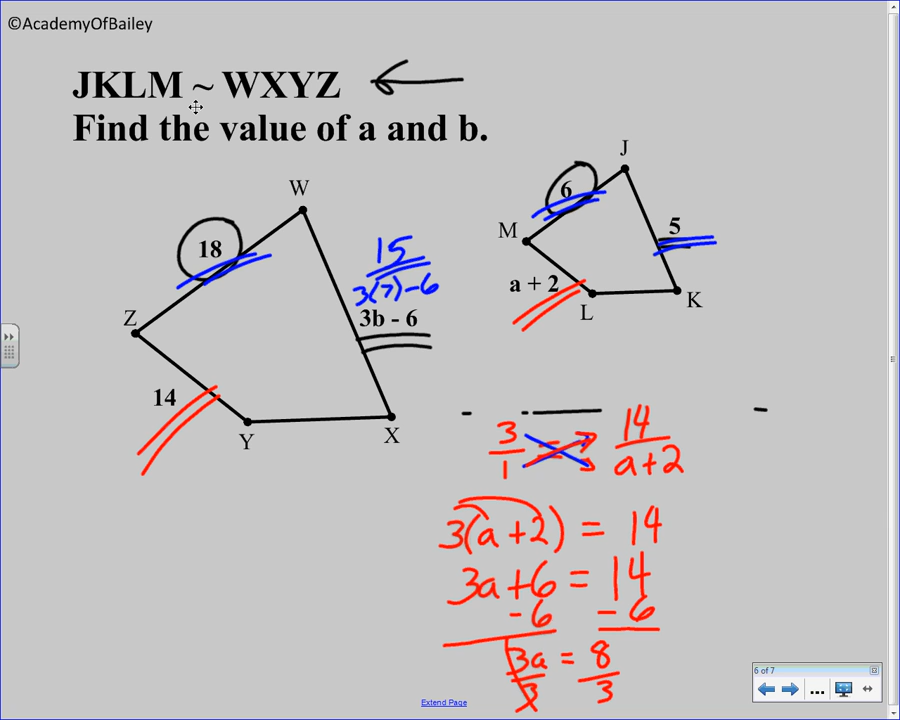 ©AcademyOfBailey
JKLM ~ WXYZ
Find the value of a and b.
J
W
6
18
15
5
M
3(7)-6
a + 2
3b - 6
K
L
Z
14
Y
X
3/1 = 14/a+2
3(a+2) = 14
3a+6 = 14
-6 -6
3a/3 = 8/3
6 of 7
...
Extend Page